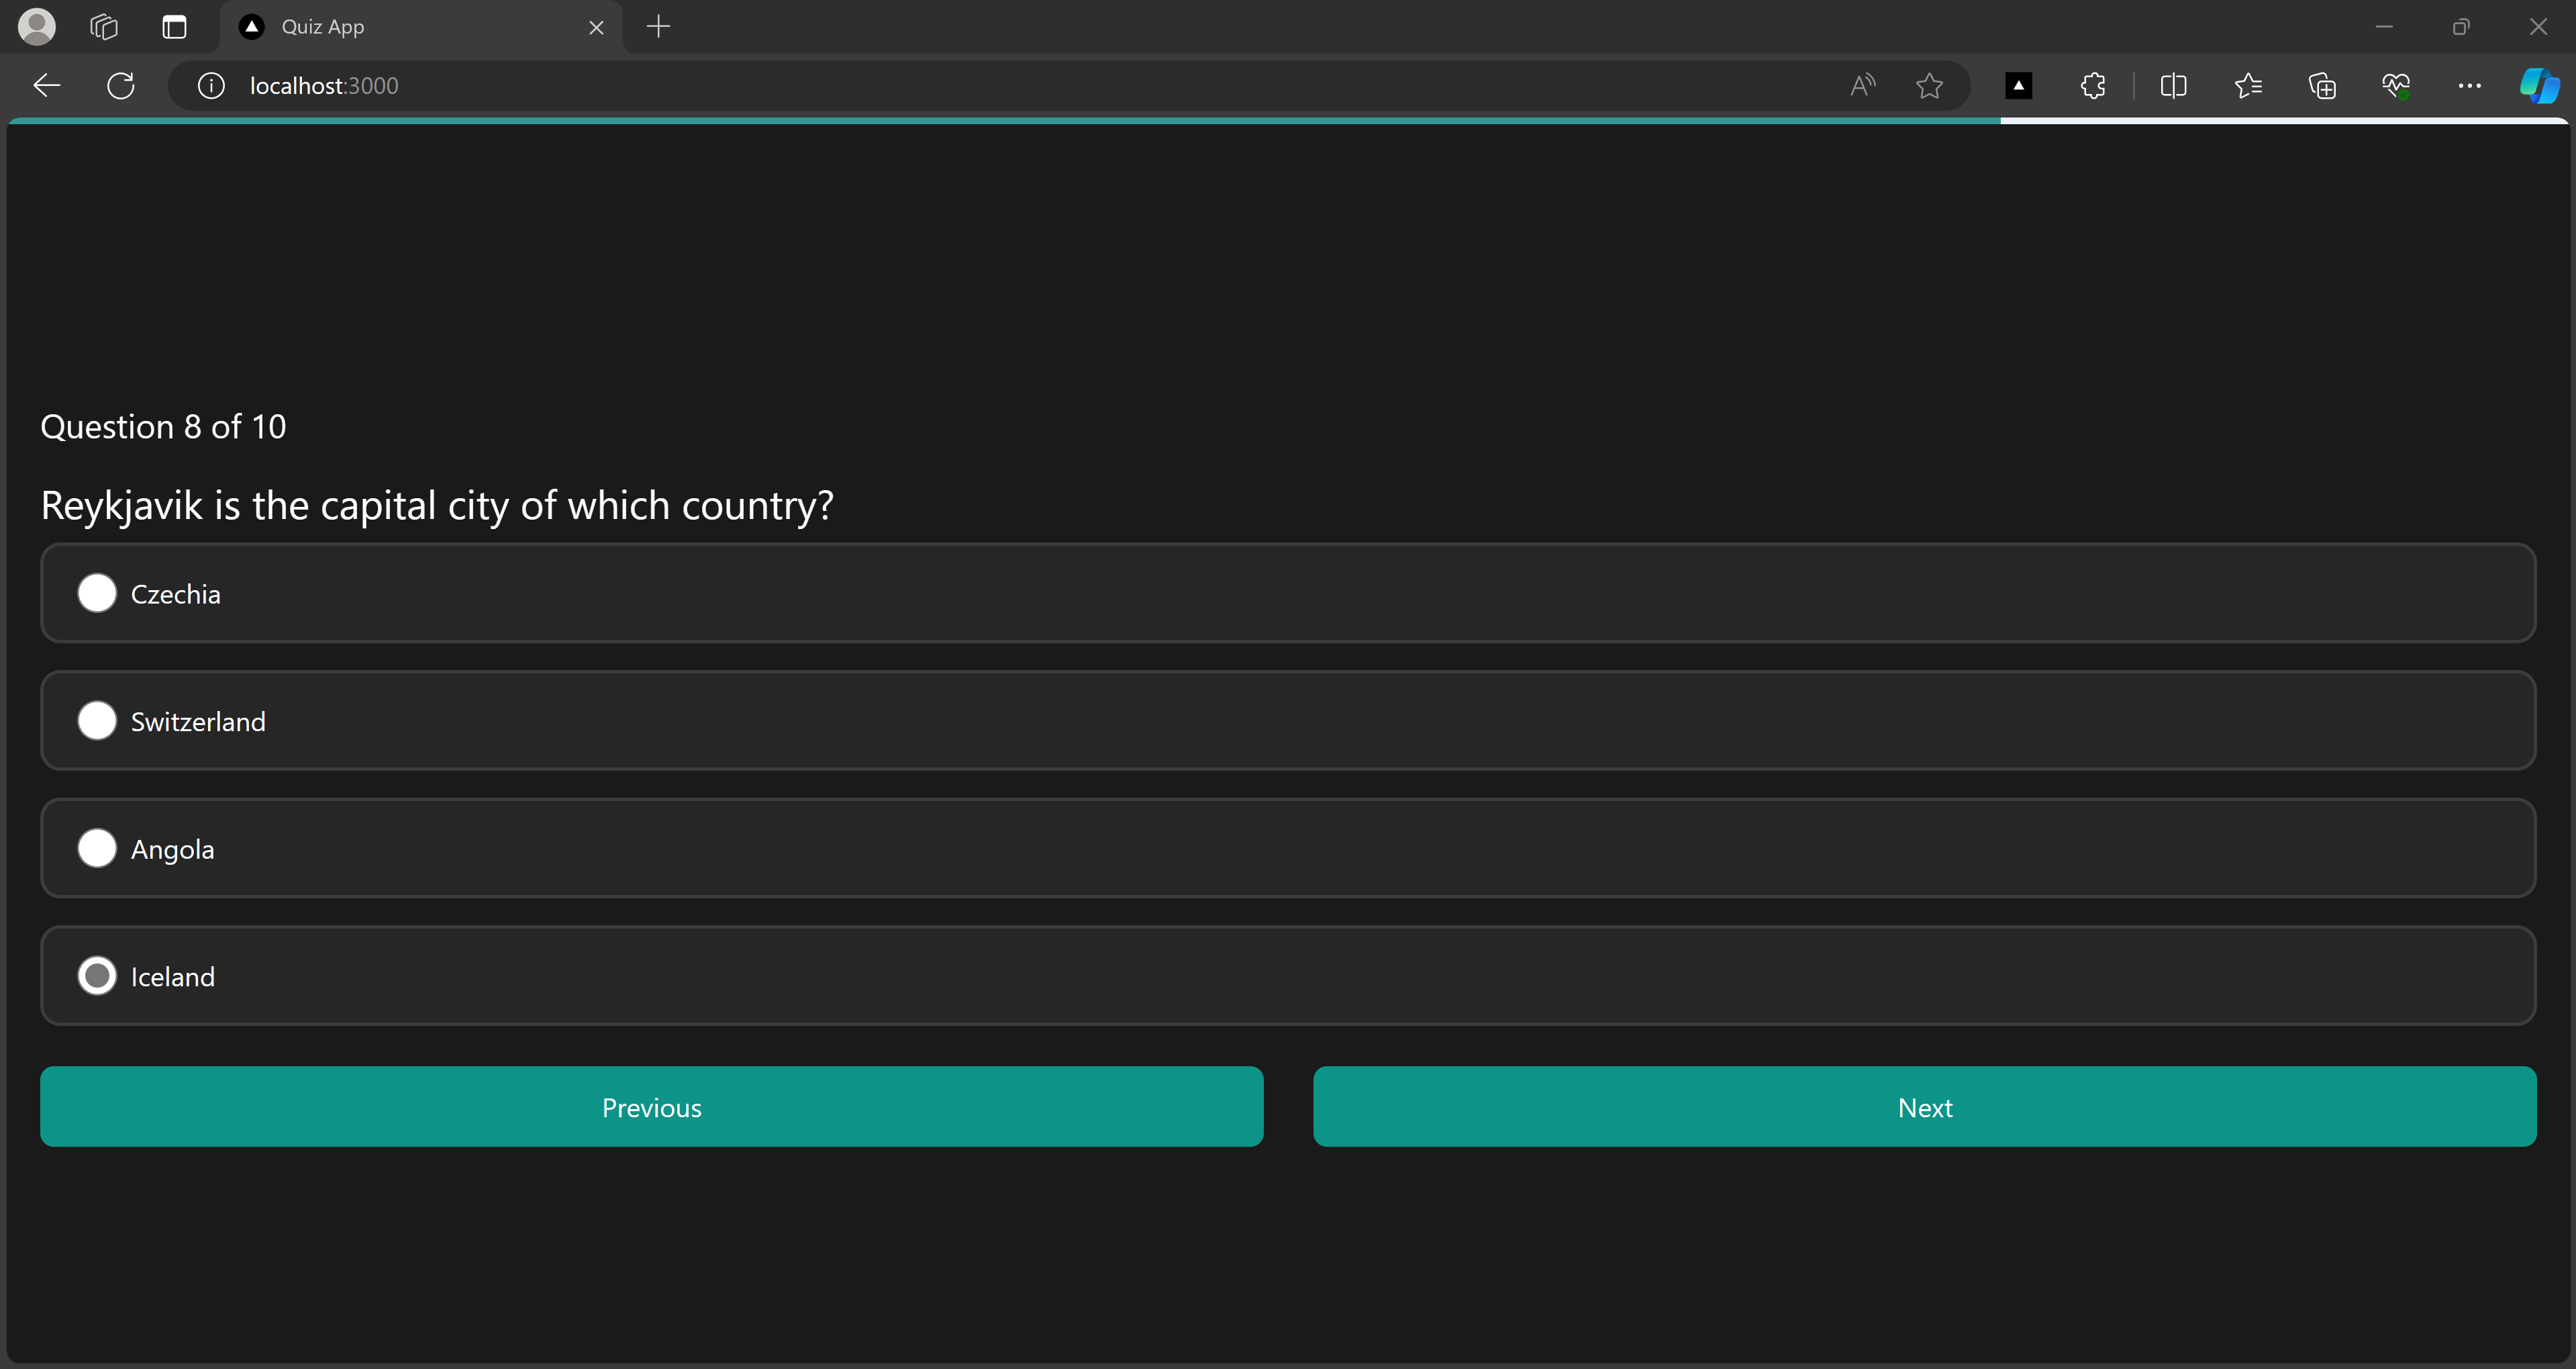 Quiz App
localhost:3000
Question 8 of 10
Reykjavik is the capital city of which country?
Czechia
Switzerland
Angola
Iceland
Previous
Next